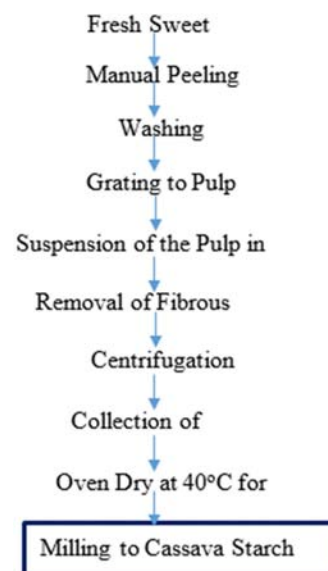 Fresh Sweet
Manual Peeling
Washing
Grating to Pulp
Suspension of the Pulp in
Removal of Fibrous
Centrifugation
Collection of
Oven Dry at 40°C for
Milling to Cassava Starch